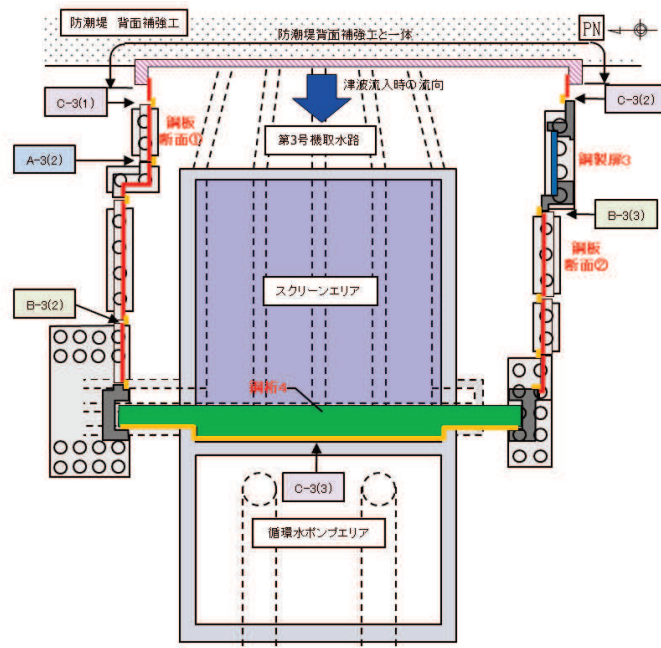 防潮堤 背面補強工
防潮堤背面補強工と一体
PN
C-3(1)
津波流入時の流向
C-3(2)
鋼板
断面①
第3号機取水路
A-3(2)
鋼製扉3
B-3(3)
鋼板
断面②
スクリーンエリア
B-3(2)
鋼桁4
C-3(3)
循環水ポンプエリア